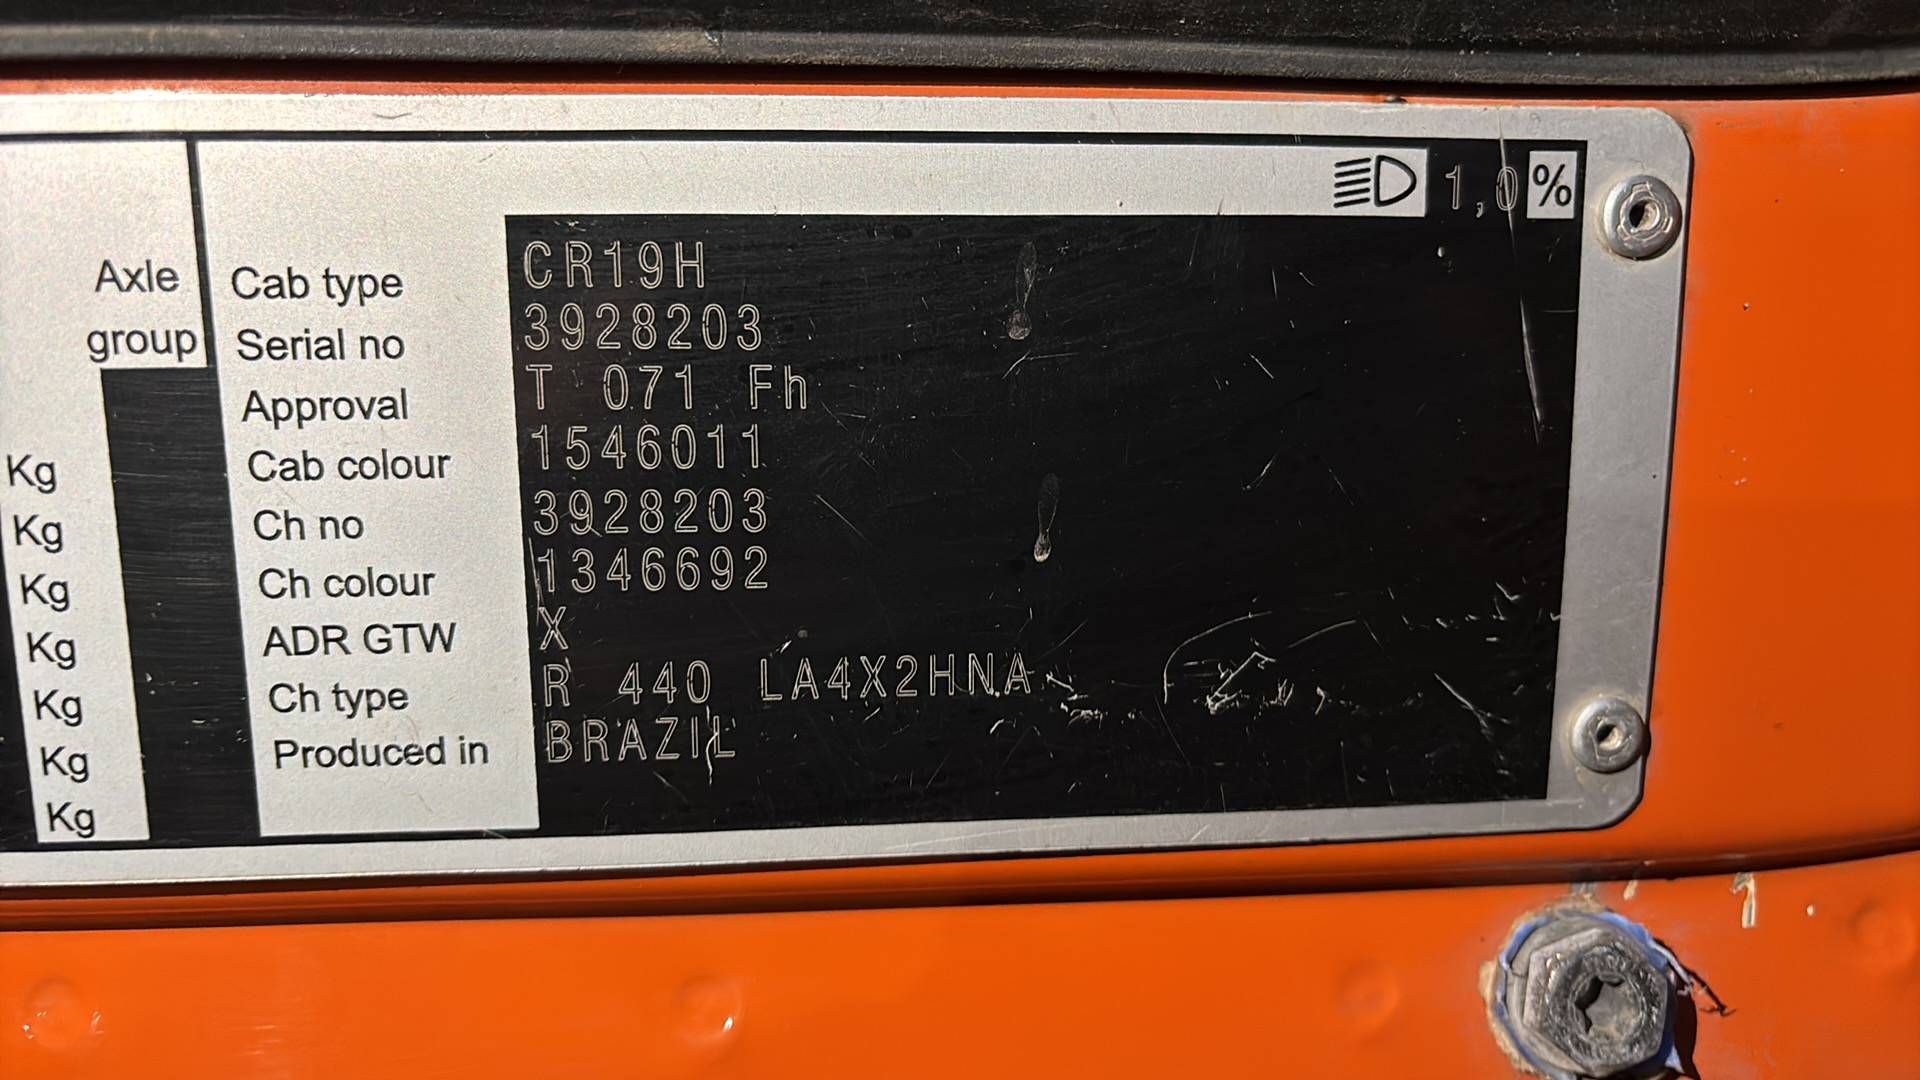 1,0 %
Axle
group
Kg
Kg
Kg
Kg
Kg
Kg
Kg
Cab type CR19H
Serial no 3928203
Approval T 071 Fh
Cab colour 1546011
Ch no 3928203
Ch colour 1346692
ADR GTW X
Ch type R 440 LA4X2HNA
Produced in BRAZIL